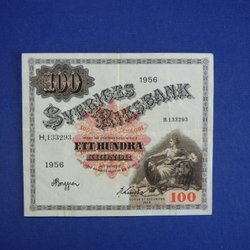 100
1956
SVERIGES
RIKSBANK
H,133293
H.133293
ETT HUNDRA
KRONOR
1956
100